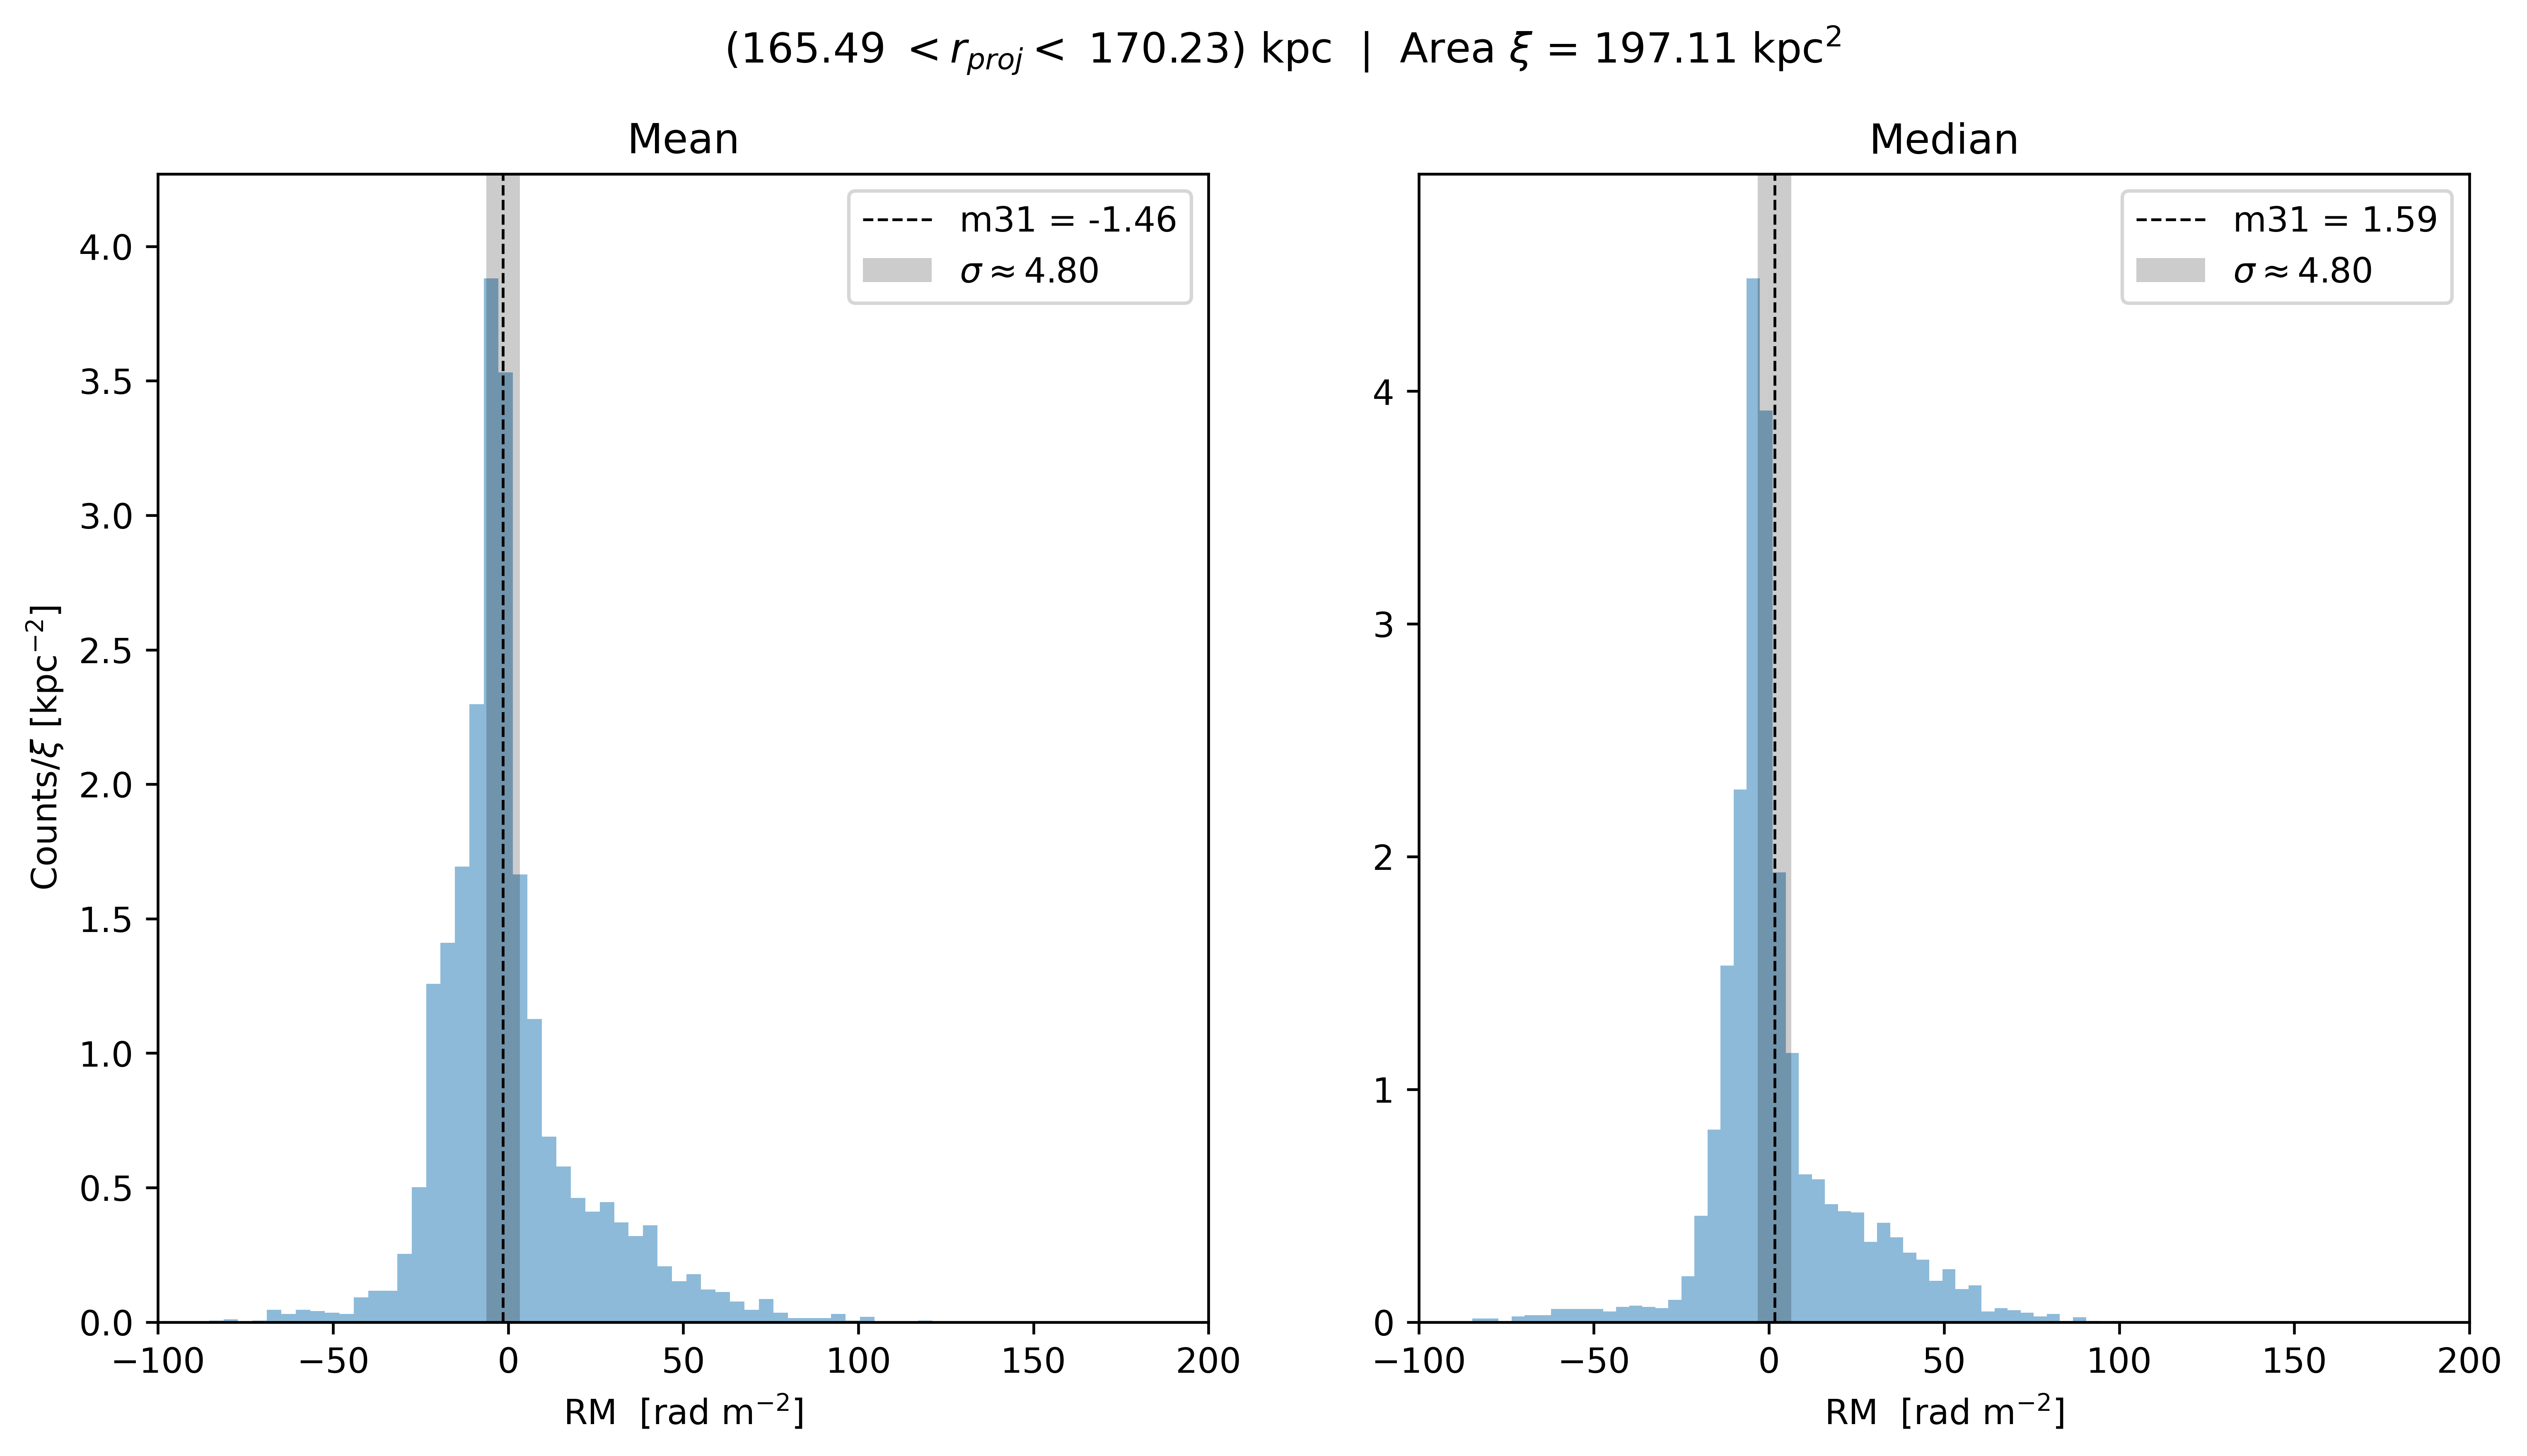 (165.49 < r_proj < 170.23) kpc | Area ξ = 197.11 kpc²
Mean
m31 = -1.46
σ ≈ 4.80
4.0
3.5
3.0
2.5
2.0
1.5
1.0
0.5
0.0
Counts/ξ [kpc⁻²]
−100 −50 0 50 100 150 200
RM [rad m⁻²]
Median
m31 = 1.59
σ ≈ 4.80
4
3
2
1
0
−100 −50 0 50 100 150 200
RM [rad m⁻²]